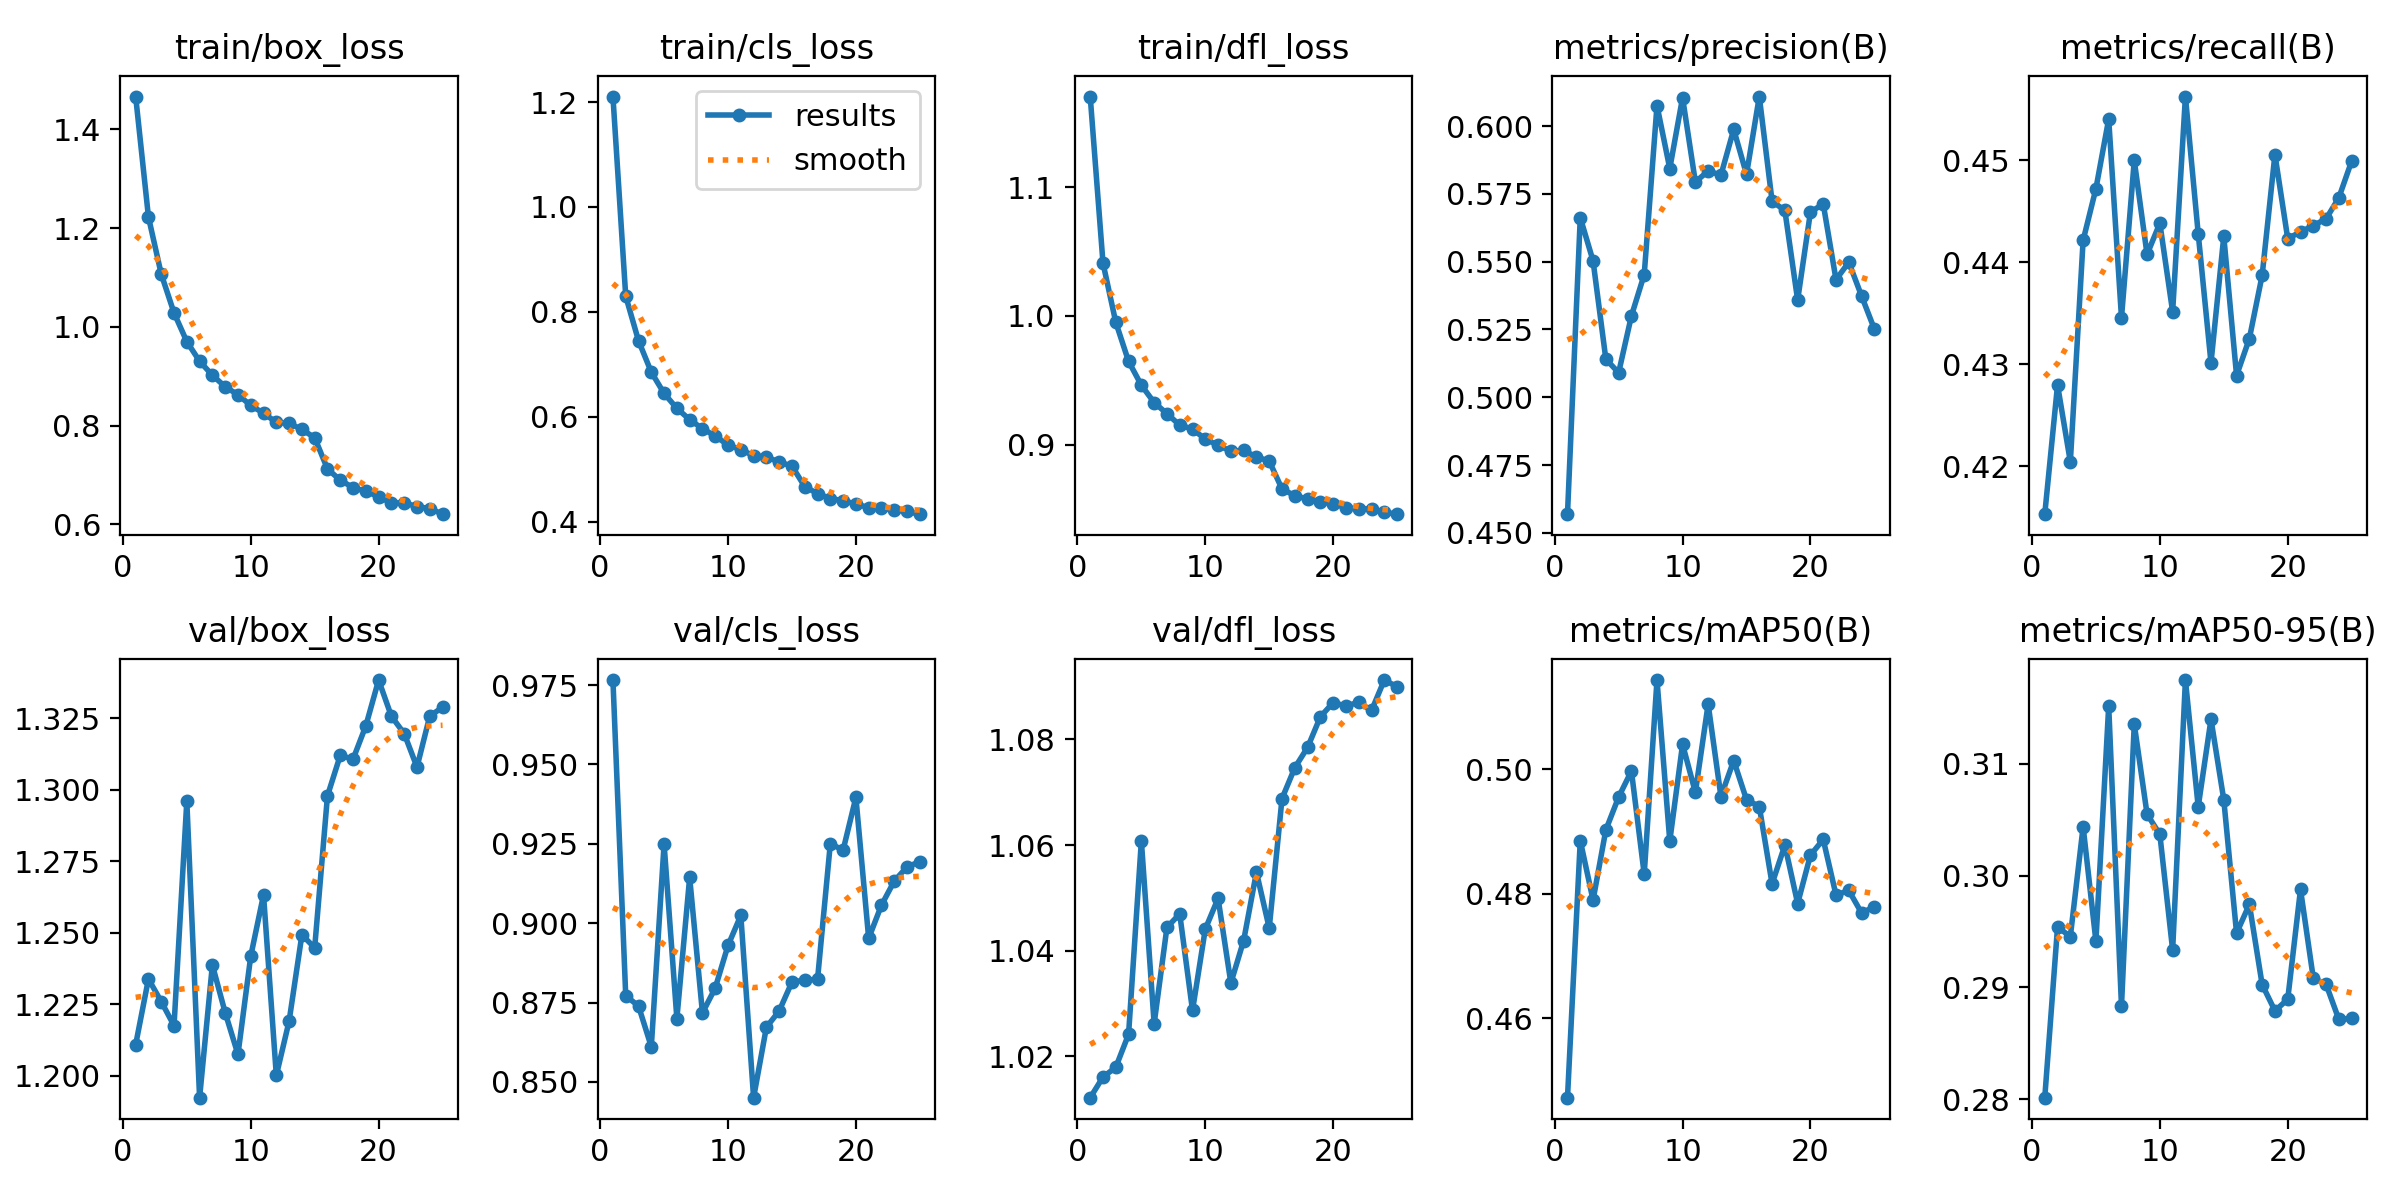 train/box_loss
train/cls_loss
train/dfl_loss
metrics/precision(B)
metrics/recall(B)
1.4
1.2
1.0
0.8
0.6
0 10 20
results
smooth
1.2
1.0
0.8
0.6
0.4
0 10 20
1.1
1.0
0.9
0 10 20
0.600
0.575
0.550
0.525
0.500
0.475
0.450
0 10 20
0.45
0.44
0.43
0.42
0 10 20
val/box_loss
val/cls_loss
val/dfl_loss
metrics/mAP50(B)
metrics/mAP50-95(B)
1.325
1.300
1.275
1.250
1.225
1.200
0 10 20
0.975
0.950
0.925
0.900
0.875
0.850
0 10 20
1.08
1.06
1.04
1.02
0 10 20
0.50
0.48
0.46
0 10 20
0.31
0.30
0.29
0.28
0 10 20